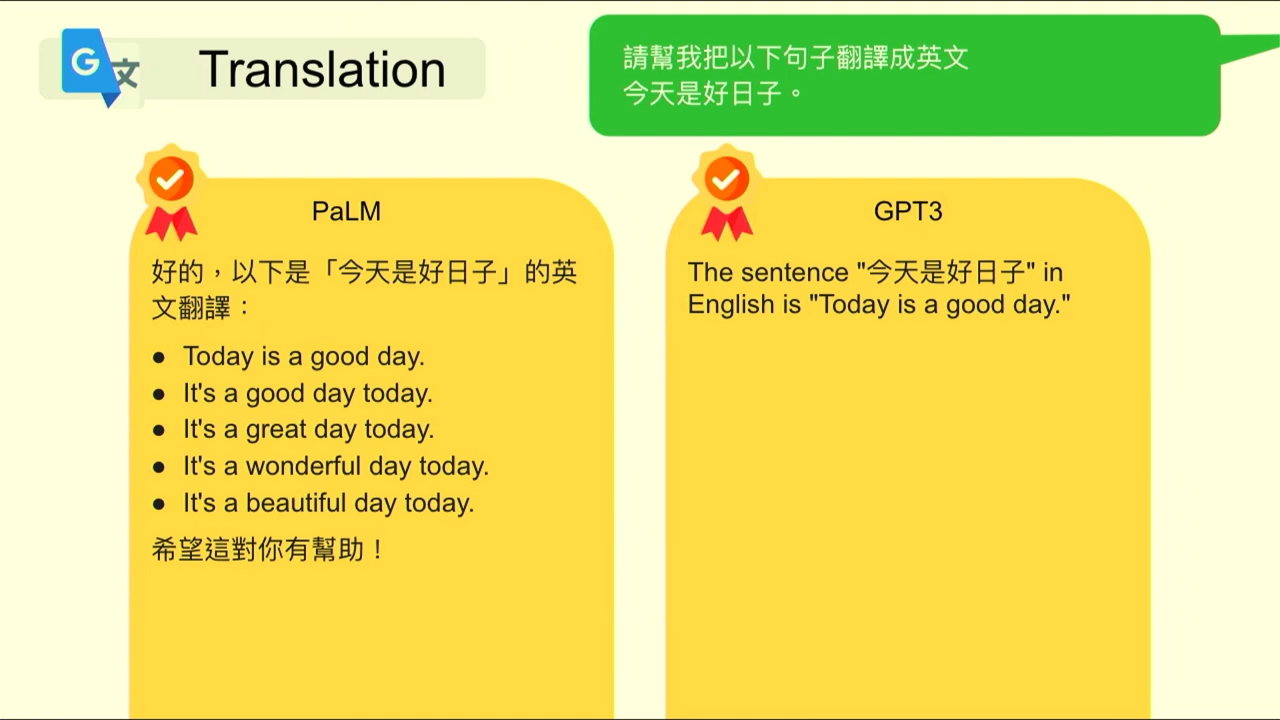 G文
Translation
請幫我把以下句子翻譯成英文
今天是好日子。
PaLM
好的，以下是「今天是好日子」的英
文翻譯：
● Today is a good day.
● It's a good day today.
● It's a great day today.
● It's a wonderful day today.
● It's a beautiful day today.
希望這對你有幫助！
GPT3
The sentence "今天是好日子" in
English is "Today is a good day."